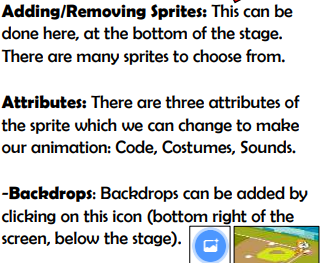 Adding/Removing Sprites: This can be
done here, at the bottom of the stage.
There are many sprites to choose from.
Attributes: There are three attributes of
the sprite which we can change to make
our animation: Code, Costumes, Sounds.
-Backdrops: Backdrops can be added by
clicking on this icon (bottom right of the
screen, below the stage).